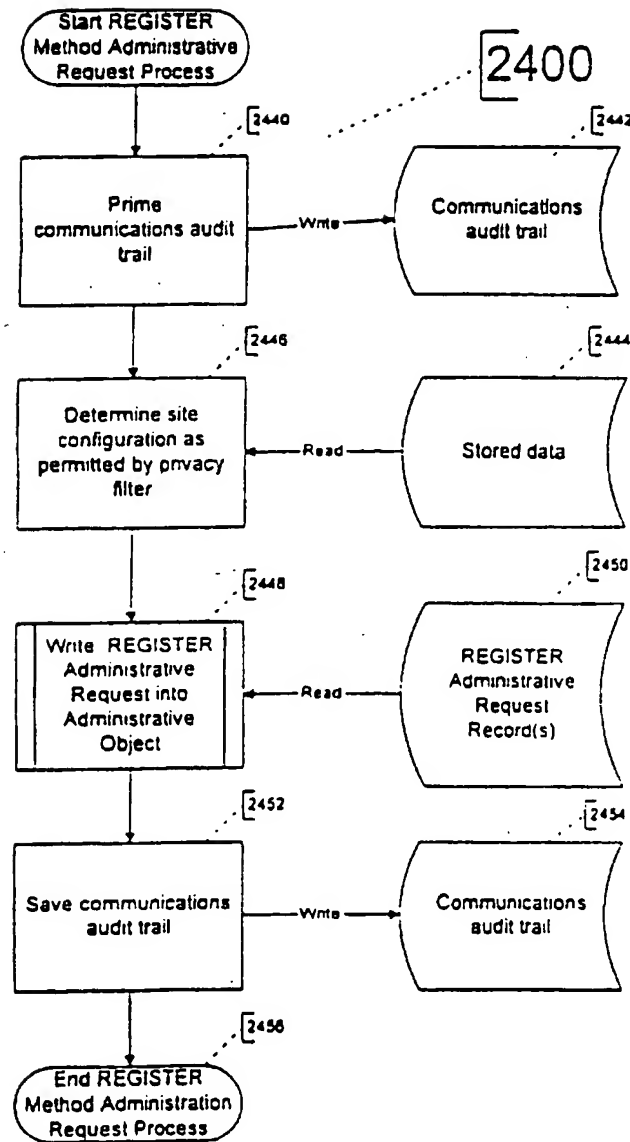 Start REGISTER
Method Administrative
Request Process
2400
2440
2442
Prime
communications audit
trail
Write
Communications
audit trail
2446
2444
Determine site
configuration as
permitted by privacy
filter
Read
Stored data
2448
2450
Write REGISTER
Administrative
Request into
Administrative
Object
Read
REGISTER
Administrative
Request
Record(s)
2452
2454
Save communications
audit trail
Write
Communications
audit trail
2456
End REGISTER
Method Administration
Request Process